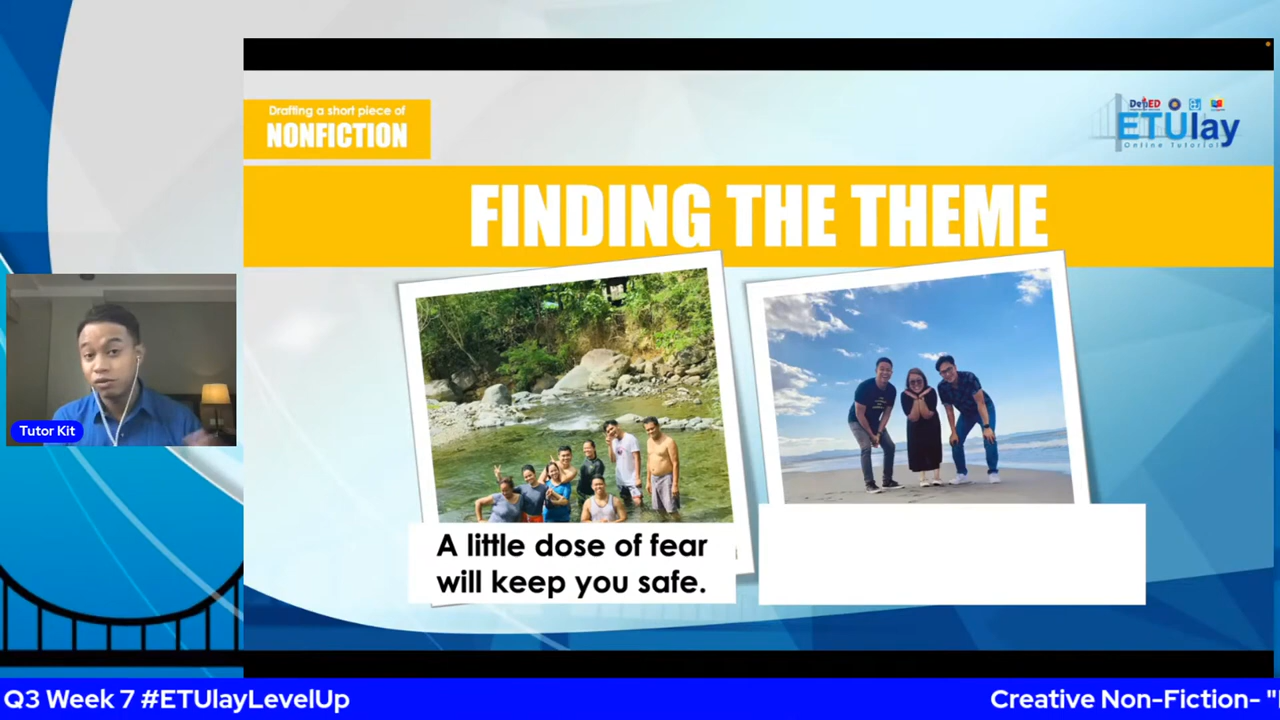 Drafting a short piece of
NONFICTION
DepED
ETUlay
Online Tutorial
FINDING THE THEME
Tutor Kit
A little dose of fear
will keep you safe.
Q3 Week 7 #ETUlayLevelUp
Creative Non-Fiction- "